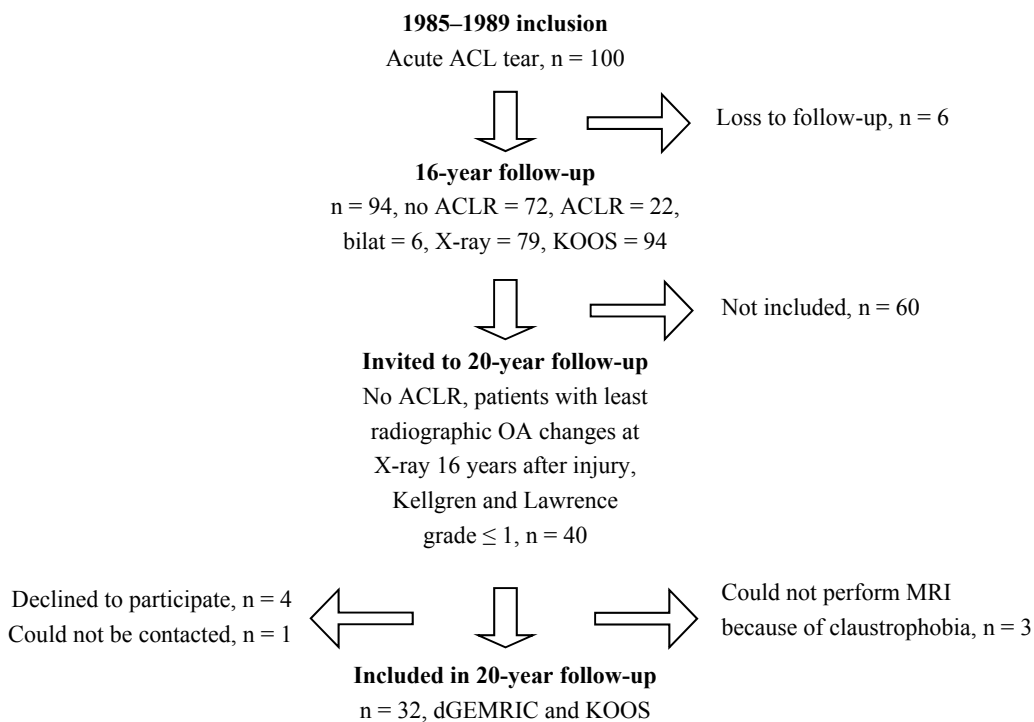 1985–1989 inclusion
Acute ACL tear, n = 100
Loss to follow-up, n = 6
16-year follow-up
n = 94, no ACLR = 72, ACLR = 22,
bilat = 6, X-ray = 79, KOOS = 94
Not included, n = 60
Invited to 20-year follow-up
No ACLR, patients with least
radiographic OA changes at
X-ray 16 years after injury,
Kellgren and Lawrence
grade ≤ 1, n = 40
Declined to participate, n = 4
Could not be contacted, n = 1
Could not perform MRI
because of claustrophobia, n = 3
Included in 20-year follow-up
n = 32, dGEMRIC and KOOS